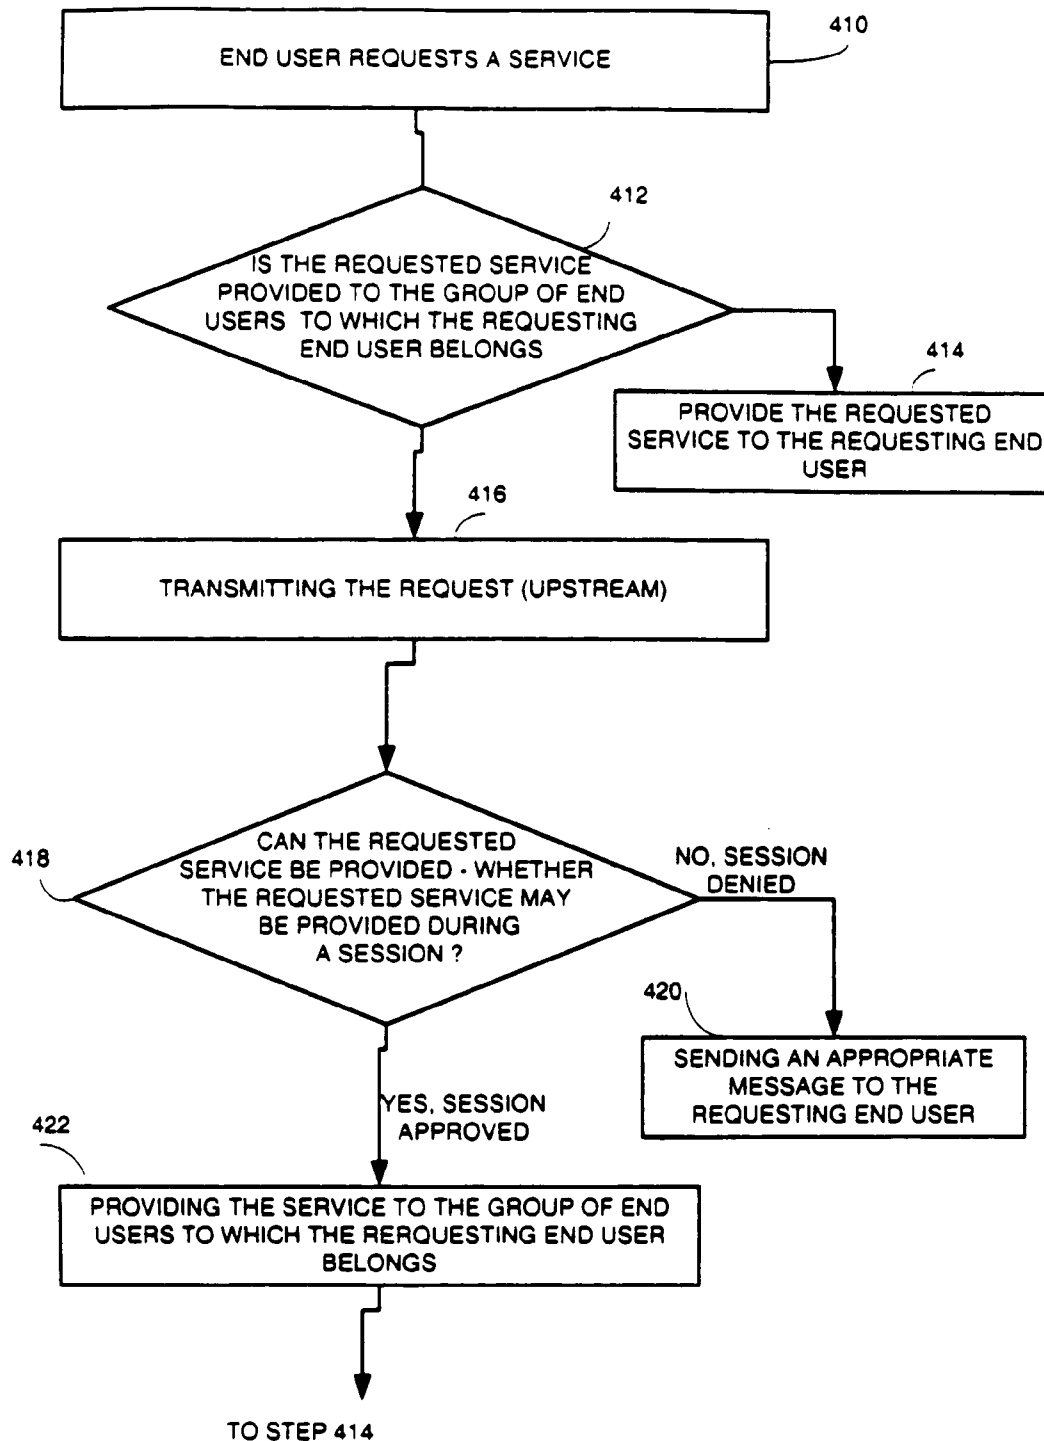 410
END USER REQUESTS A SERVICE
412
IS THE REQUESTED SERVICE
PROVIDED TO THE GROUP OF END
USERS TO WHICH THE REQUESTING
END USER BELONGS
414
PROVIDE THE REQUESTED
SERVICE TO THE REQUESTING END
USER
416
TRANSMITTING THE REQUEST (UPSTREAM)
418
CAN THE REQUESTED
SERVICE BE PROVIDED - WHETHER
THE REQUESTED SERVICE MAY
BE PROVIDED DURING
A SESSION ?
NO, SESSION
DENIED
420
SENDING AN APPROPRIATE
MESSAGE TO THE
REQUESTING END USER
YES, SESSION
APPROVED
422
PROVIDING THE SERVICE TO THE GROUP OF END
USERS TO WHICH THE RERQUESTING END USER
BELONGS
TO STEP 414